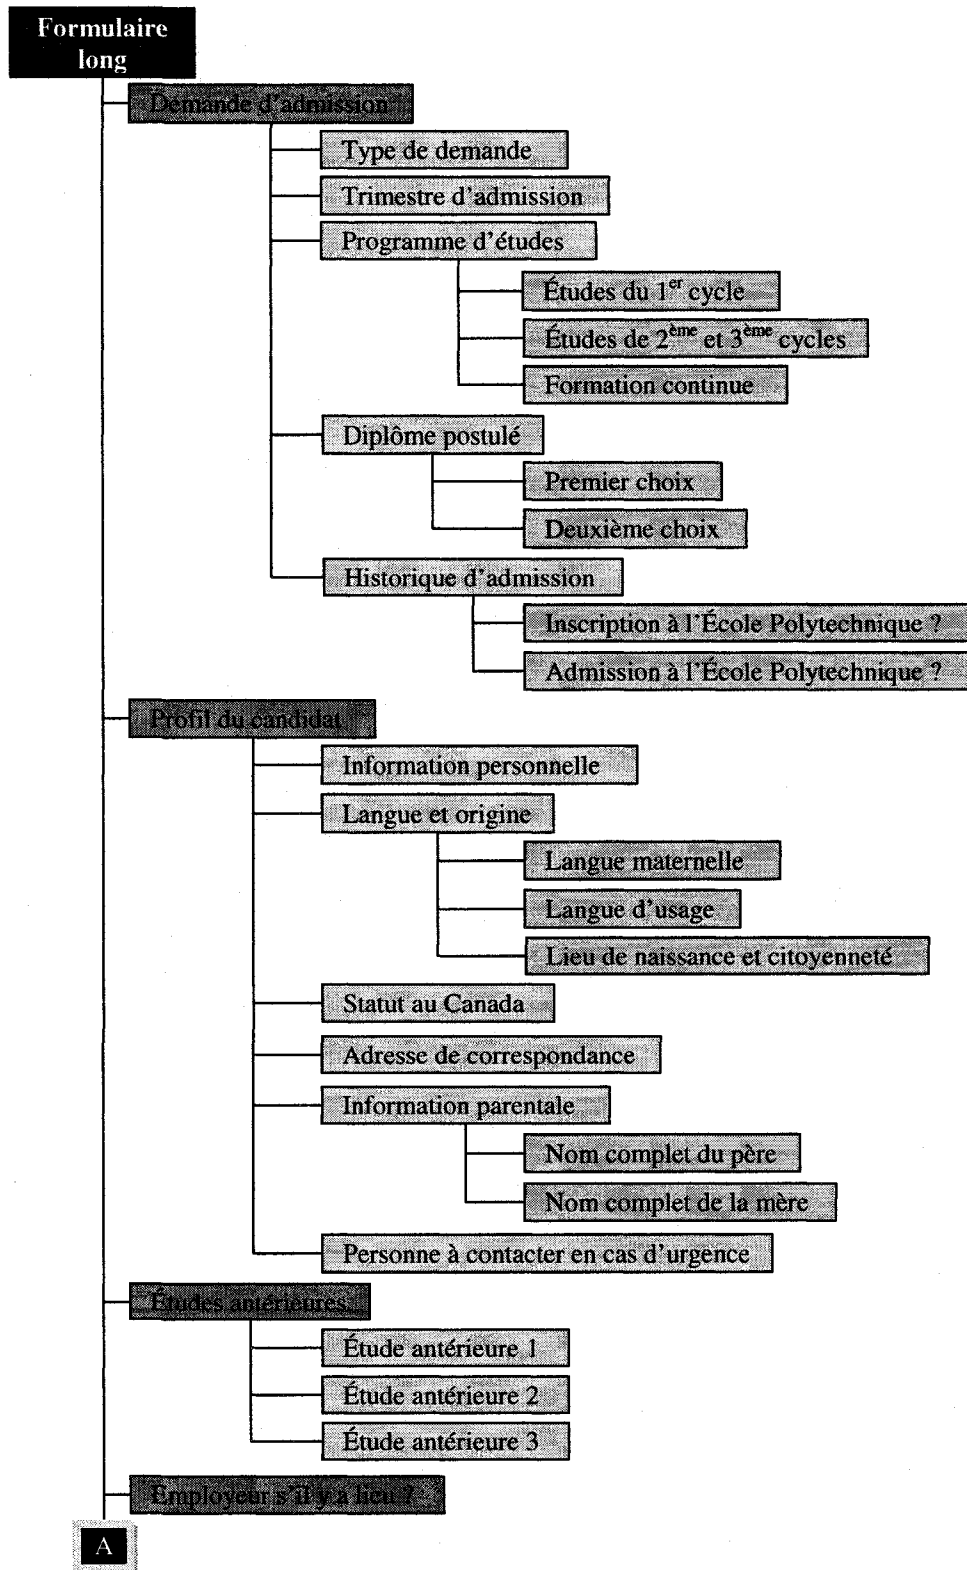 Formulaire
long
Demande d'admission
Type de demande
Trimestre d'admission
Programme d'études
Études du 1er cycle
Études de 2ème et 3ème cycles
Formation continue
Diplôme postulé
Premier choix
Deuxième choix
Historique d'admission
Inscription à l'École Polytechnique ?
Admission à l'École Polytechnique ?
Profil du candidat
Information personnelle
Langue et origine
Langue maternelle
Langue d'usage
Lieu de naissance et citoyenneté
Statut au Canada
Adresse de correspondance
Information parentale
Nom complet du père
Nom complet de la mère
Personne à contacter en cas d'urgence
Études antérieures
Étude antérieure 1
Étude antérieure 2
Étude antérieure 3
Employeur s'il y a lieu ?
A